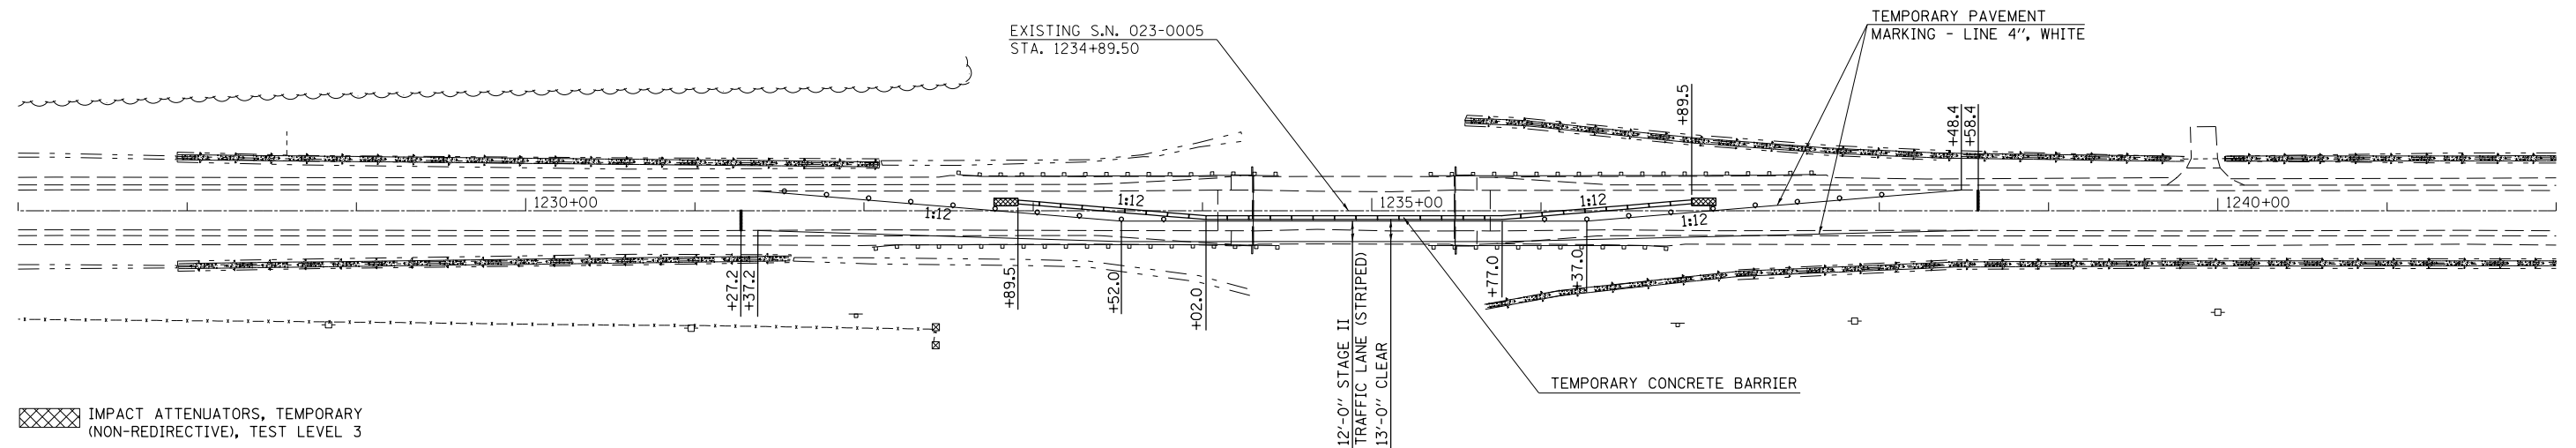 EXISTING S.N. 023-0005
STA. 1234+89.50
TEMPORARY PAVEMENT
MARKING - LINE 4", WHITE
+89.5
+48.4
+58.4
1:12
1:12
1230+00
1:12
1235+00
1:12
1240+00
+27.2
+37.2
+89.5
+52.0
+02.0
+77.0
+37.0
12'-0" STAGE II
TRAFFIC LANE (STRIPED)
13'-0" CLEAR
TEMPORARY CONCRETE BARRIER
IMPACT ATTENUATORS, TEMPORARY
(NON-REDIRECTIVE), TEST LEVEL 3